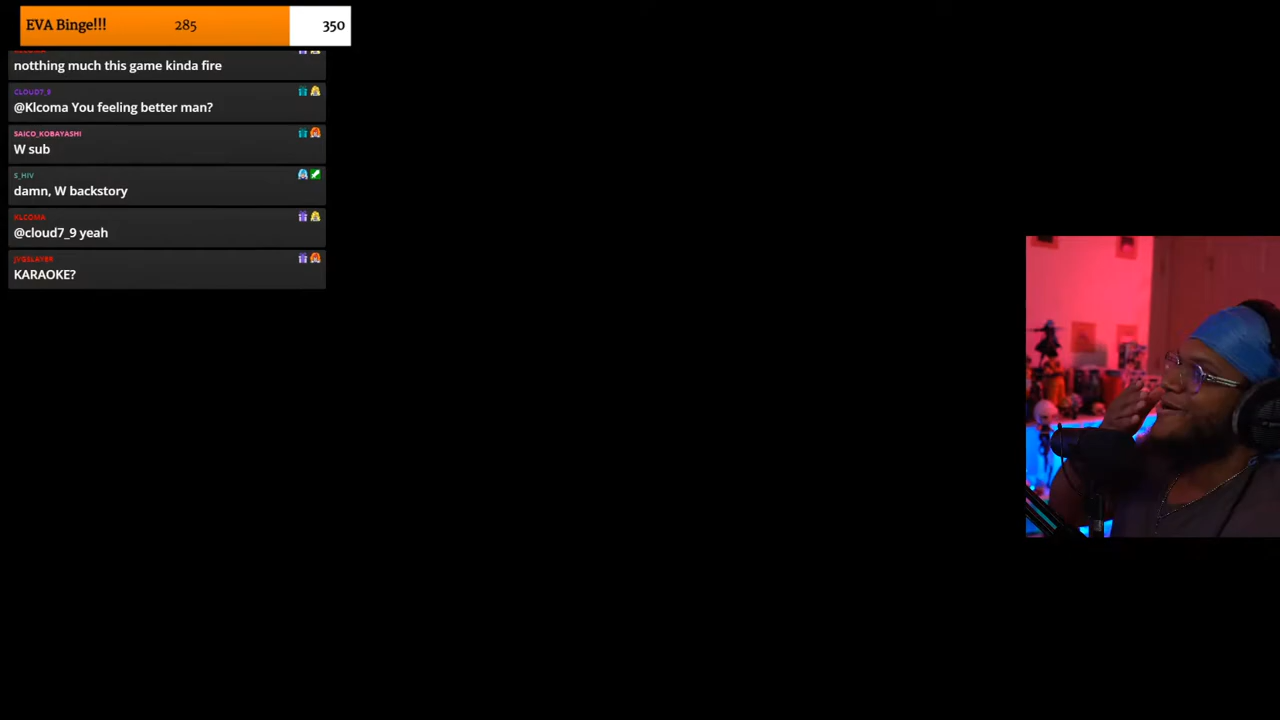 EVA Binge!!! 285 350
notthing much this game kinda fire
CLOUD7_9
@Klcoma You feeling better man?
SAICO_KOBAYASHI
W sub
S_HIV
damn, W backstory
KLCOMA
@cloud7_9 yeah
JVGSLAYER
KARAOKE?